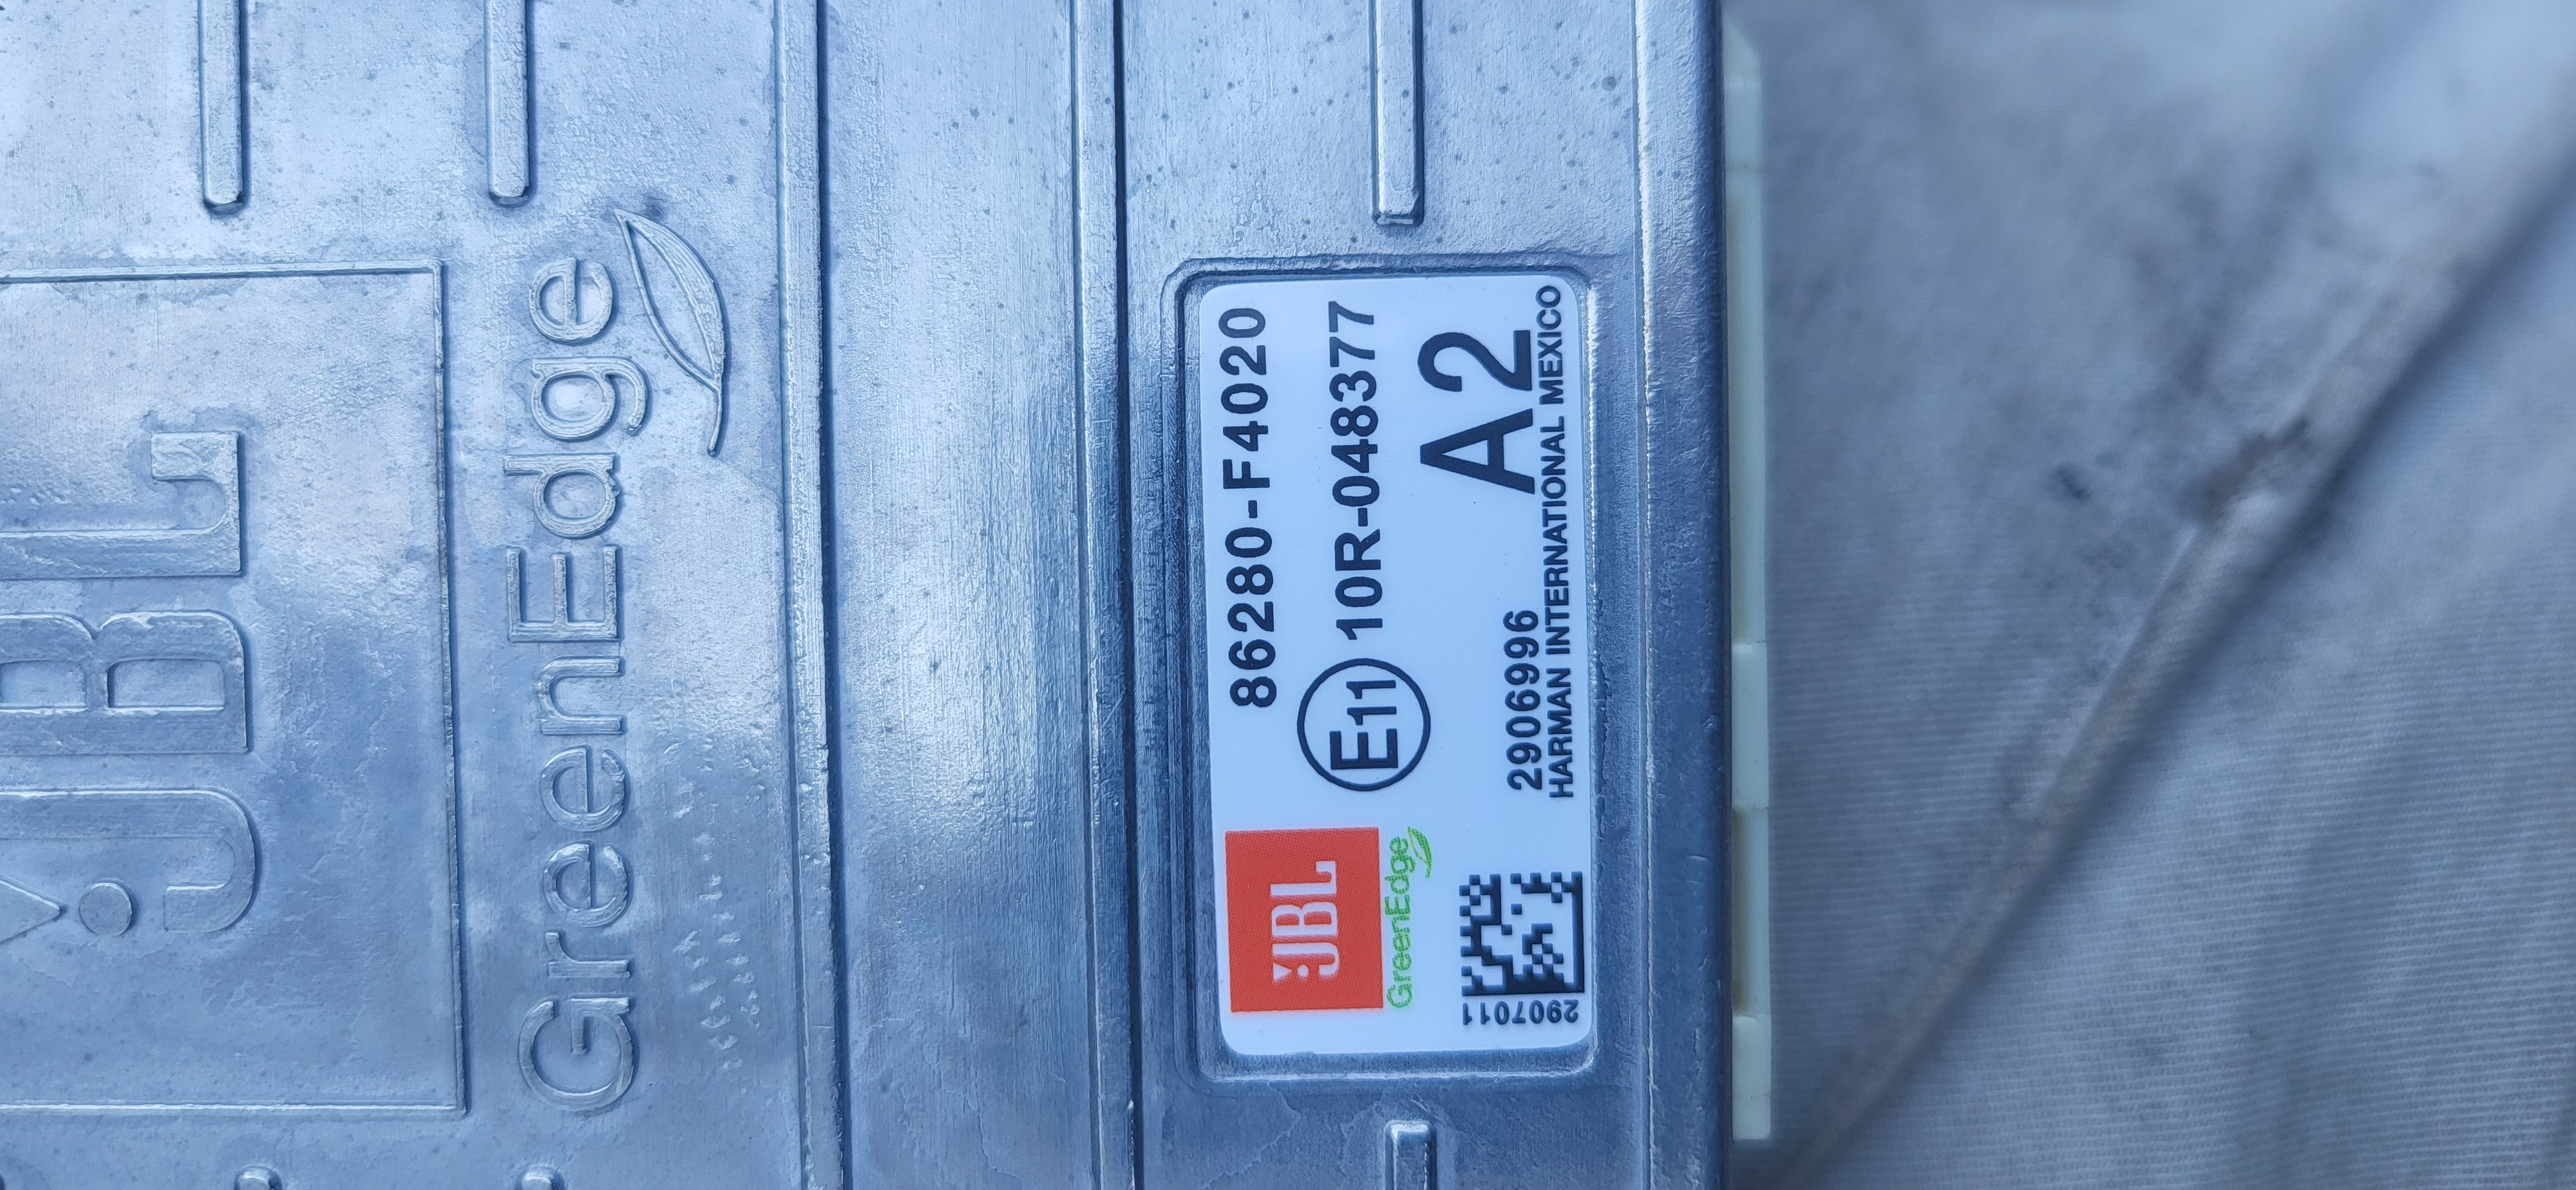 JBL
GreenEdge
86280-F4020
E11 10R-048377
A2
2906996
HARMAN INTERNATIONAL MEXICO
JBL
GreenEdge
2907011